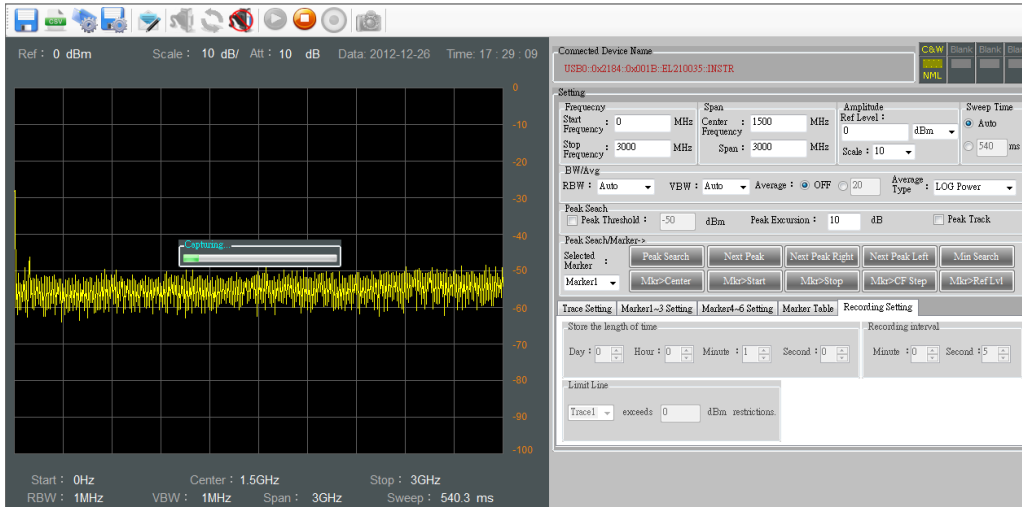 CSV
Ref : 0 dBm Scale : 10 dB/ Att : 10 dB Data: 2012-12-26 Time: 17 : 29 : 09
0
-10
-20
-30
-40
-50
-60
-70
-80
-90
-100
Capturing...
Start : 0Hz Center : 1.5GHz Stop : 3GHz
RBW : 1MHz VBW : 1MHz Span : 3GHz Sweep : 540.3 ms
Connected Device Name
USB0::0x2184::0x001B::EL210035::INSTR
C&W Blank Blank Blan
NML
Setting
Frequecny Span Amplitude Sweep Time
Start Frequency : 0 MHz Center Frequency : 1500 MHz Ref Level : 0 dBm Auto
Stop Frequency : 3000 MHz Span : 3000 MHz Scale : 10 540 ms
BW/Avg
RBW : Auto VBW : Auto Average : OFF 20 Average Type : LOG Power
Peak Seach
Peak Threshold : -50 dBm Peak Excursion : 10 dB Peak Track
Peak Seach/Marker->
Selected Marker : Peak Search Next Peak Next Peak Right Next Peak Left Min Search
Marker1 Mkr>Center Mkr>Start Mkr>Stop Mkr>CF Step Mkr>Ref Lvl
Trace Setting Marker1~3 Setting Marker4~6 Setting Marker Table Recording Setting
Store the length of time Recording interval
Day : 0 Hour : 0 Minute : 1 Second : 0 Minute : 0 Second : 5
Limit Line
Trace1 exceeds 0 dBm restrictions.